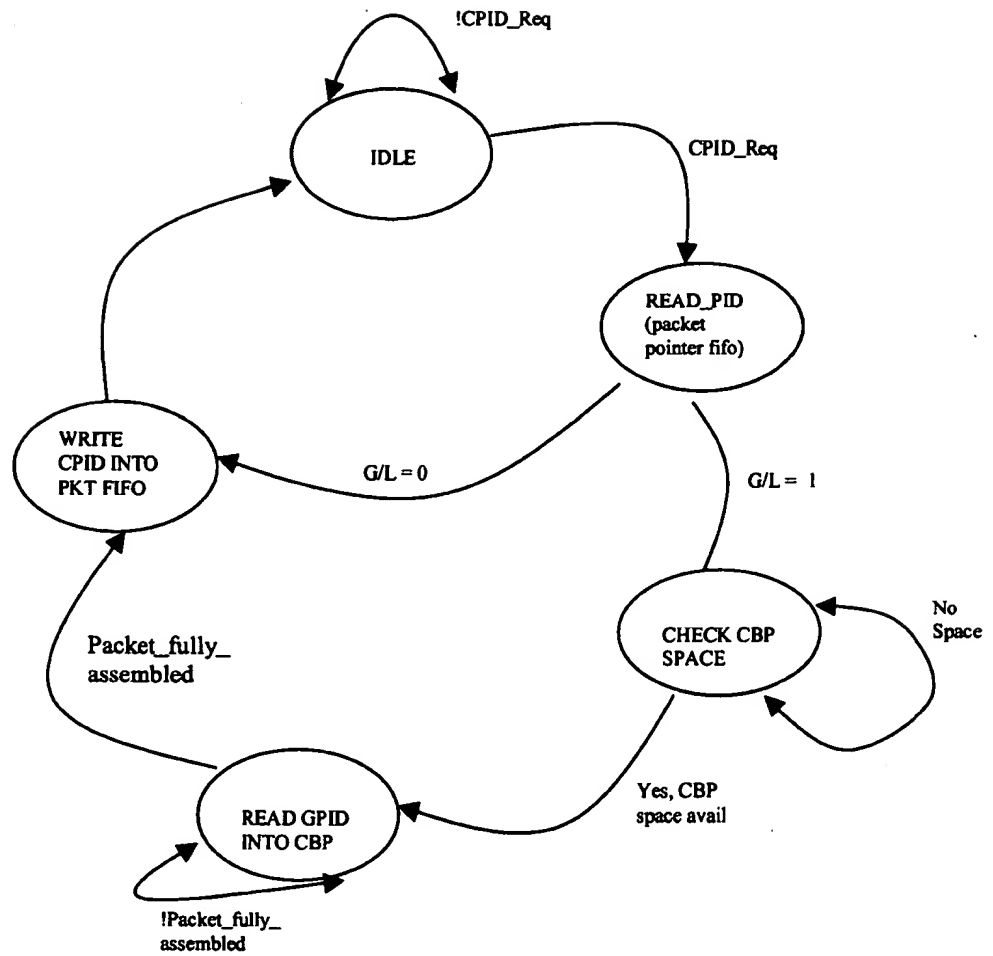 !CPID_Req
IDLE
CPID_Req
READ_PID
(packet
pointer fifo)
WRITE
CPID INTO
PKT FIFO
G/L = 0
G/L = 1
No
Space
CHECK CBP
SPACE
Packet_fully_
assembled
Yes, CBP
space avail
READ GPID
INTO CBP
!Packet_fully_
assembled